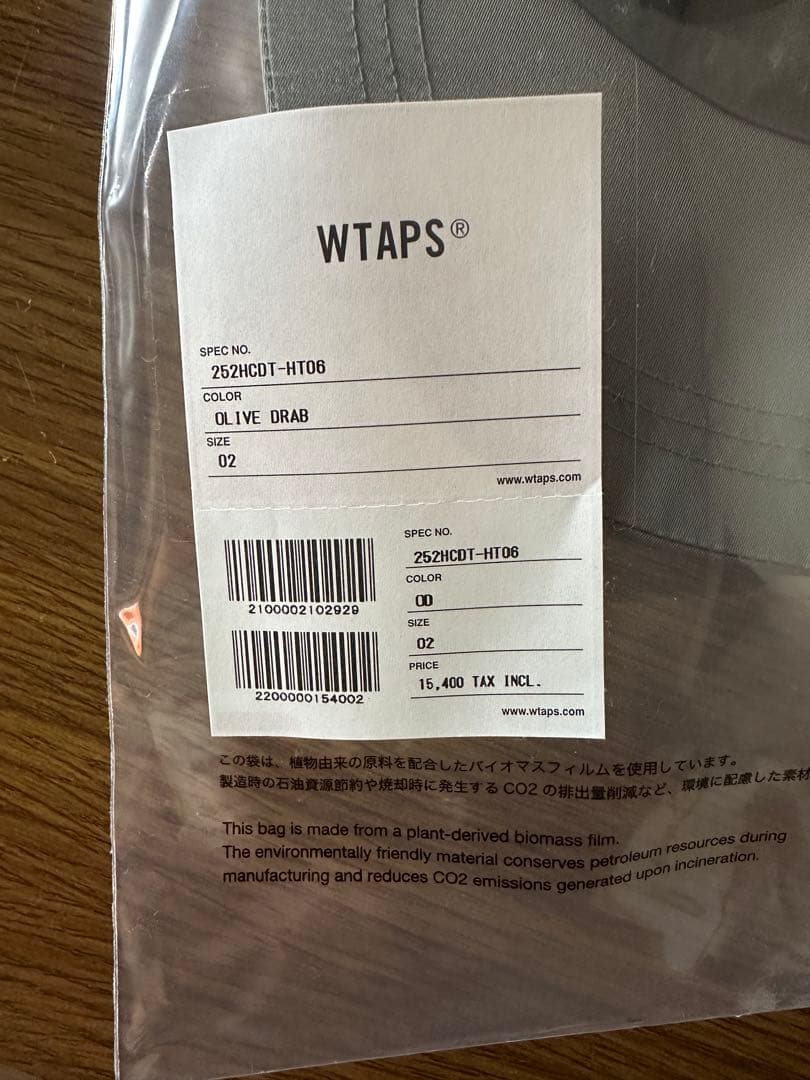 WTAPS®
SPEC NO.
252HCDT-HT06
COLOR
OLIVE DRAB
SIZE
02
www.wtaps.com
2100002102929
2200000154002
SPEC NO.
252HCDT-HT06
COLOR
OD
SIZE
02
PRICE
15,400 TAX INCL.
www.wtaps.com
この袋は、植物由来の原料を配合したバイオマスフィルムを使用しています。
製造時の石油資源節約や焼却時に発生するCO2の排出量削減など、環境に配慮した素材
This bag is made from a plant-derived biomass film.
The environmentally friendly material conserves petroleum resources during
manufacturing and reduces CO2 emissions generated upon incineration.